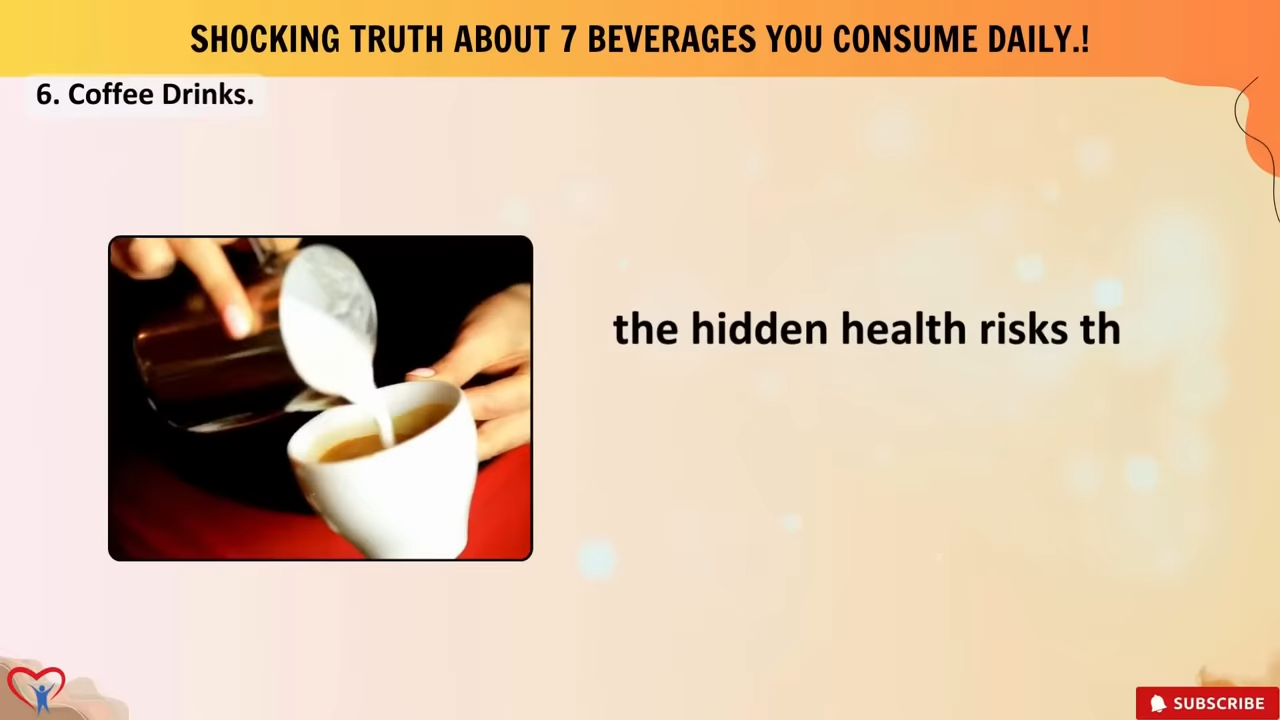 SHOCKING TRUTH ABOUT 7 BEVERAGES YOU CONSUME DAILY.!
6. Coffee Drinks.
the hidden health risks th
SUBSCRIBE